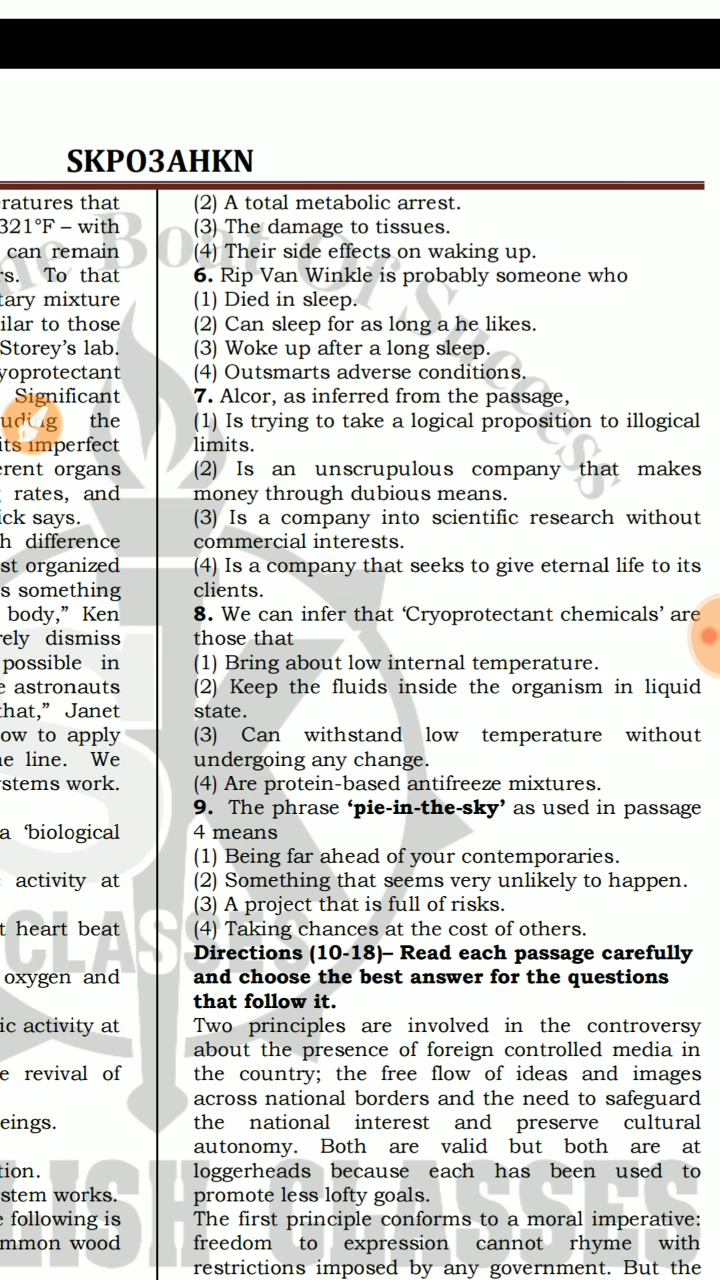 SKPO3AHKN
ratures that
321°F – with
can remain
rs. To that
tary mixture
ilar to those
Storey's lab.
yoprotectant
Significant
uding the
its imperfect
erent organs
rates, and
ick says.
h difference
st organized
s something
body,” Ken
rely dismiss
possible in
e astronauts
that,” Janet
ow to apply
ne line. We
ystems work.
a ‘biological
activity at
t heart beat
oxygen and
ic activity at
e revival of
eings.
tion.
stem works.
e following is
mmon wood
(2) A total metabolic arrest.
(3) The damage to tissues.
(4) Their side effects on waking up.
6. Rip Van Winkle is probably someone who
(1) Died in sleep.
(2) Can sleep for as long a he likes.
(3) Woke up after a long sleep.
(4) Outsmarts adverse conditions.
7. Alcor, as inferred from the passage,
(1) Is trying to take a logical proposition to illogical
limits.
(2) Is an unscrupulous company that makes
money through dubious means.
(3) Is a company into scientific research without
commercial interests.
(4) Is a company that seeks to give eternal life to its
clients.
8. We can infer that ‘Cryoprotectant chemicals’ are
those that
(1) Bring about low internal temperature.
(2) Keep the fluids inside the organism in liquid
state.
(3) Can withstand low temperature without
undergoing any change.
(4) Are protein-based antifreeze mixtures.
9. The phrase ‘pie-in-the-sky’ as used in passage
4 means
(1) Being far ahead of your contemporaries.
(2) Something that seems very unlikely to happen.
(3) A project that is full of risks.
(4) Taking chances at the cost of others.
Directions (10-18)– Read each passage carefully
and choose the best answer for the questions
that follow it.
Two principles are involved in the controversy
about the presence of foreign controlled media in
the country; the free flow of ideas and images
across national borders and the need to safeguard
the national interest and preserve cultural
autonomy. Both are valid but both are at
loggerheads because each has been used to
promote less lofty goals.
The first principle conforms to a moral imperative:
freedom to expression cannot rhyme with
restrictions imposed by any government. But the
he Boat Of Success
SK
CLASSES
LISH CLASSES